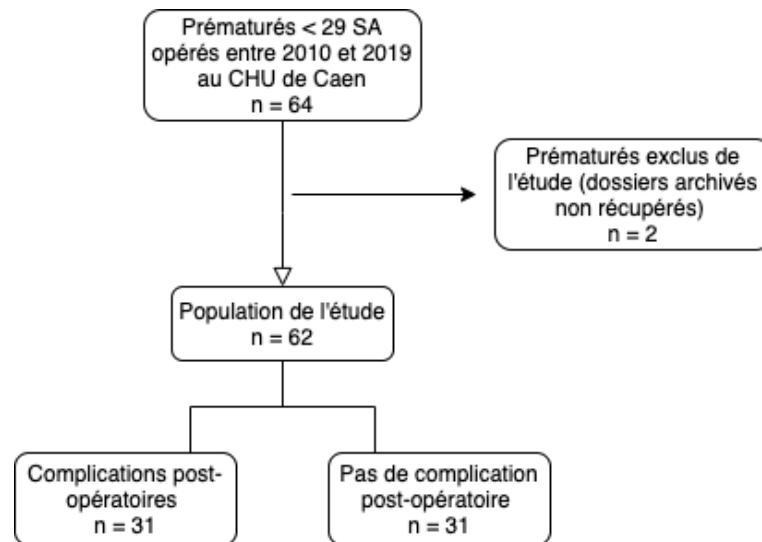 Prématurés < 29 SA
opérés entre 2010 et 2019
au CHU de Caen
n = 64
Prématurés exclus de
l'étude (dossiers archivés
non récupérés)
n = 2
Population de l'étude
n = 62
Complications post-
opératoires
n = 31
Pas de complication
post-opératoire
n = 31